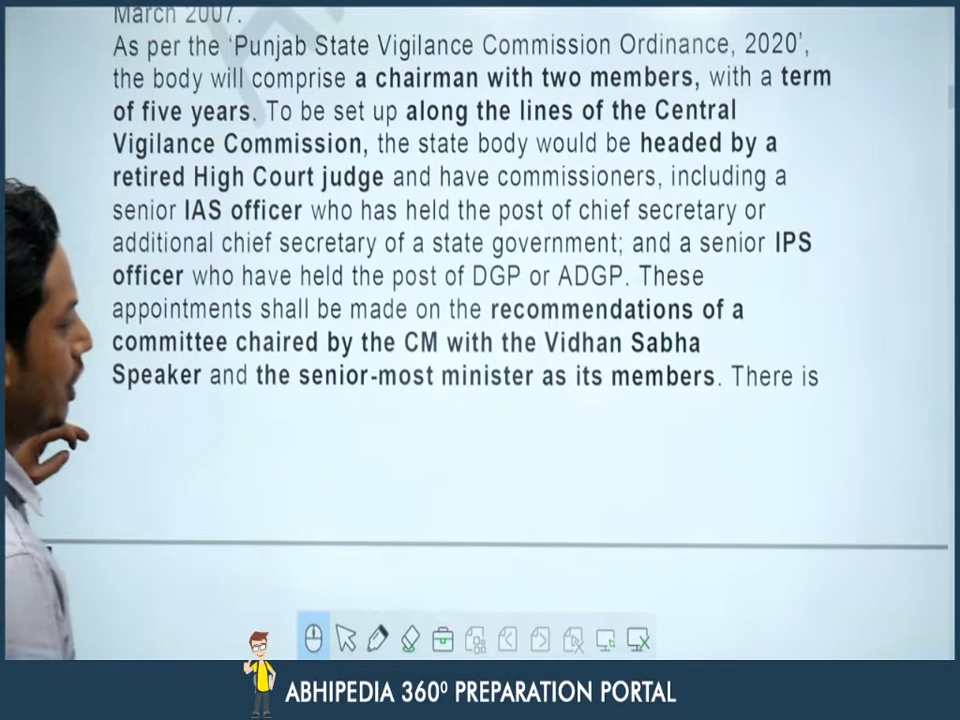 March 2007.
As per the 'Punjab State Vigilance Commission Ordinance, 2020',
the body will comprise a chairman with two members, with a term
of five years. To be set up along the lines of the Central
Vigilance Commission, the state body would be headed by a
retired High Court judge and have commissioners, including a
senior IAS officer who has held the post of chief secretary or
additional chief secretary of a state government; and a senior IPS
officer who have held the post of DGP or ADGP. These
appointments shall be made on the recommendations of a
committee chaired by the CM with the Vidhan Sabha
Speaker and the senior-most minister as its members. There is
ABHIPEDIA 360⁰ PREPARATION PORTAL